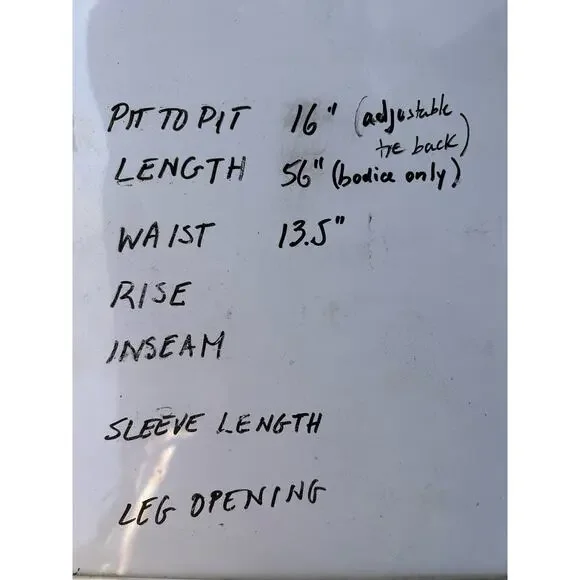 PIT TO PIT 16" (adjustable
tie back)
LENGTH 56" (bodice only)
WAIST 13.5"
RISE
INSEAM
SLEEVE LENGTH
LEG OPENING